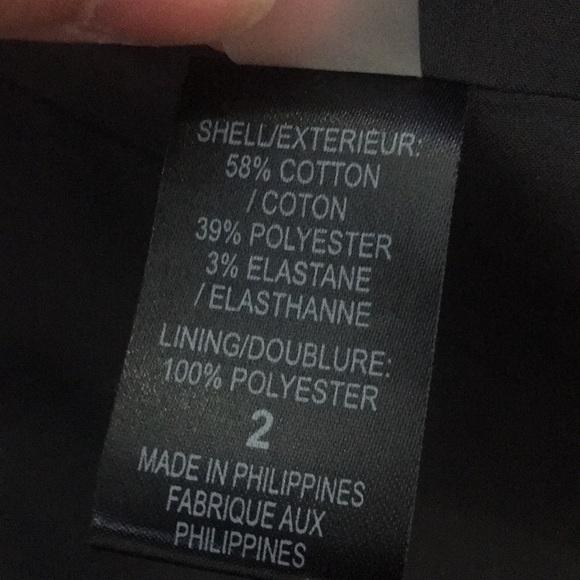 SHELL/EXTERIEUR:
58% COTTON
/ COTON
39% POLYESTER
3% ELASTANE
/ ELASTHANNE
LINING/DOUBLURE:
100% POLYESTER
2
MADE IN PHILIPPINES
FABRIQUE AUX
PHILIPPINES